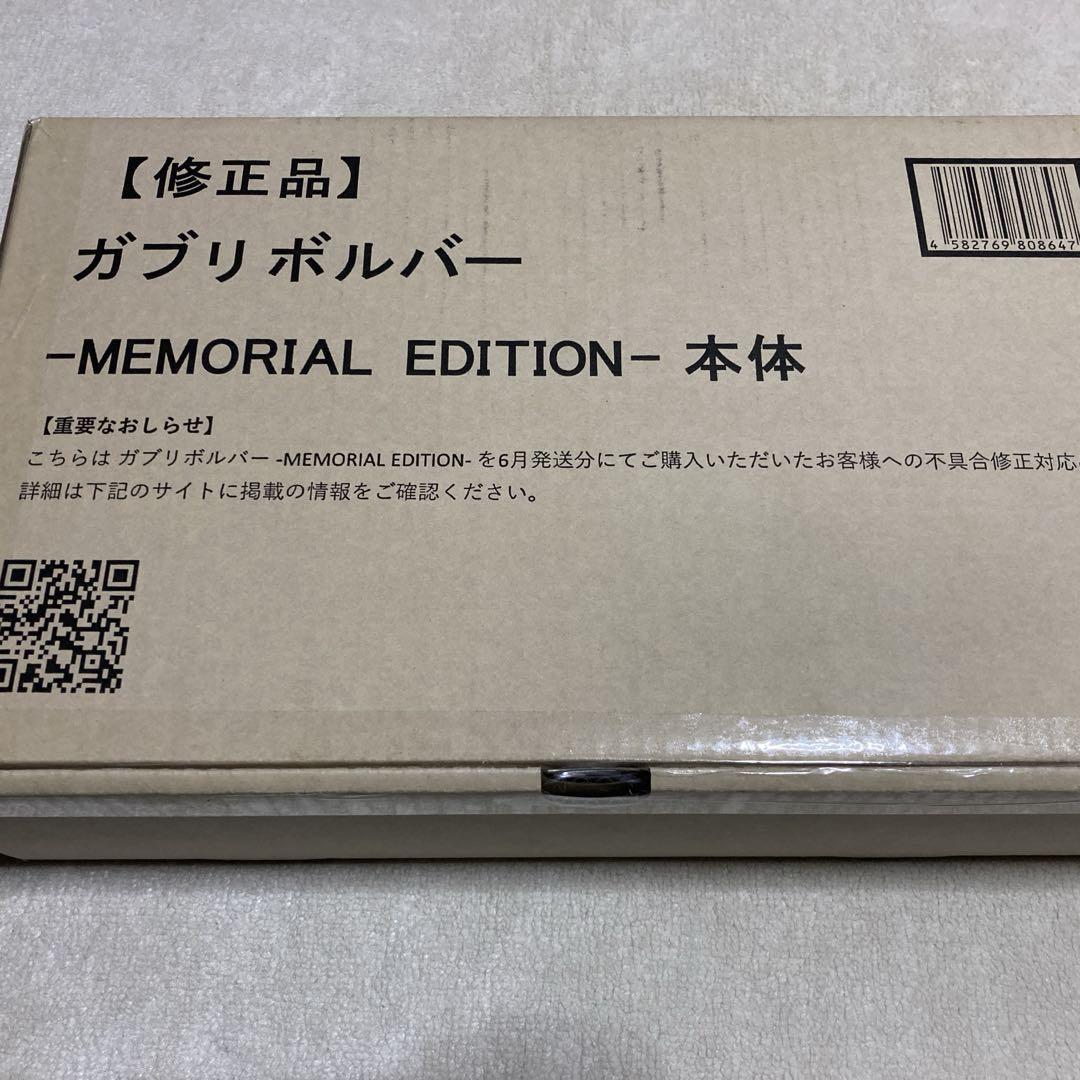 【修正品】
ガブリボルバー
-MEMORIAL EDITION- 本体
【重要なおしらせ】
こちらは ガブリボルバー -MEMORIAL EDITION- を6月発送分にてご購入いただいたお客様への不具合修正対応
詳細は下記のサイトに掲載の情報をご確認ください。
4 582769 808647